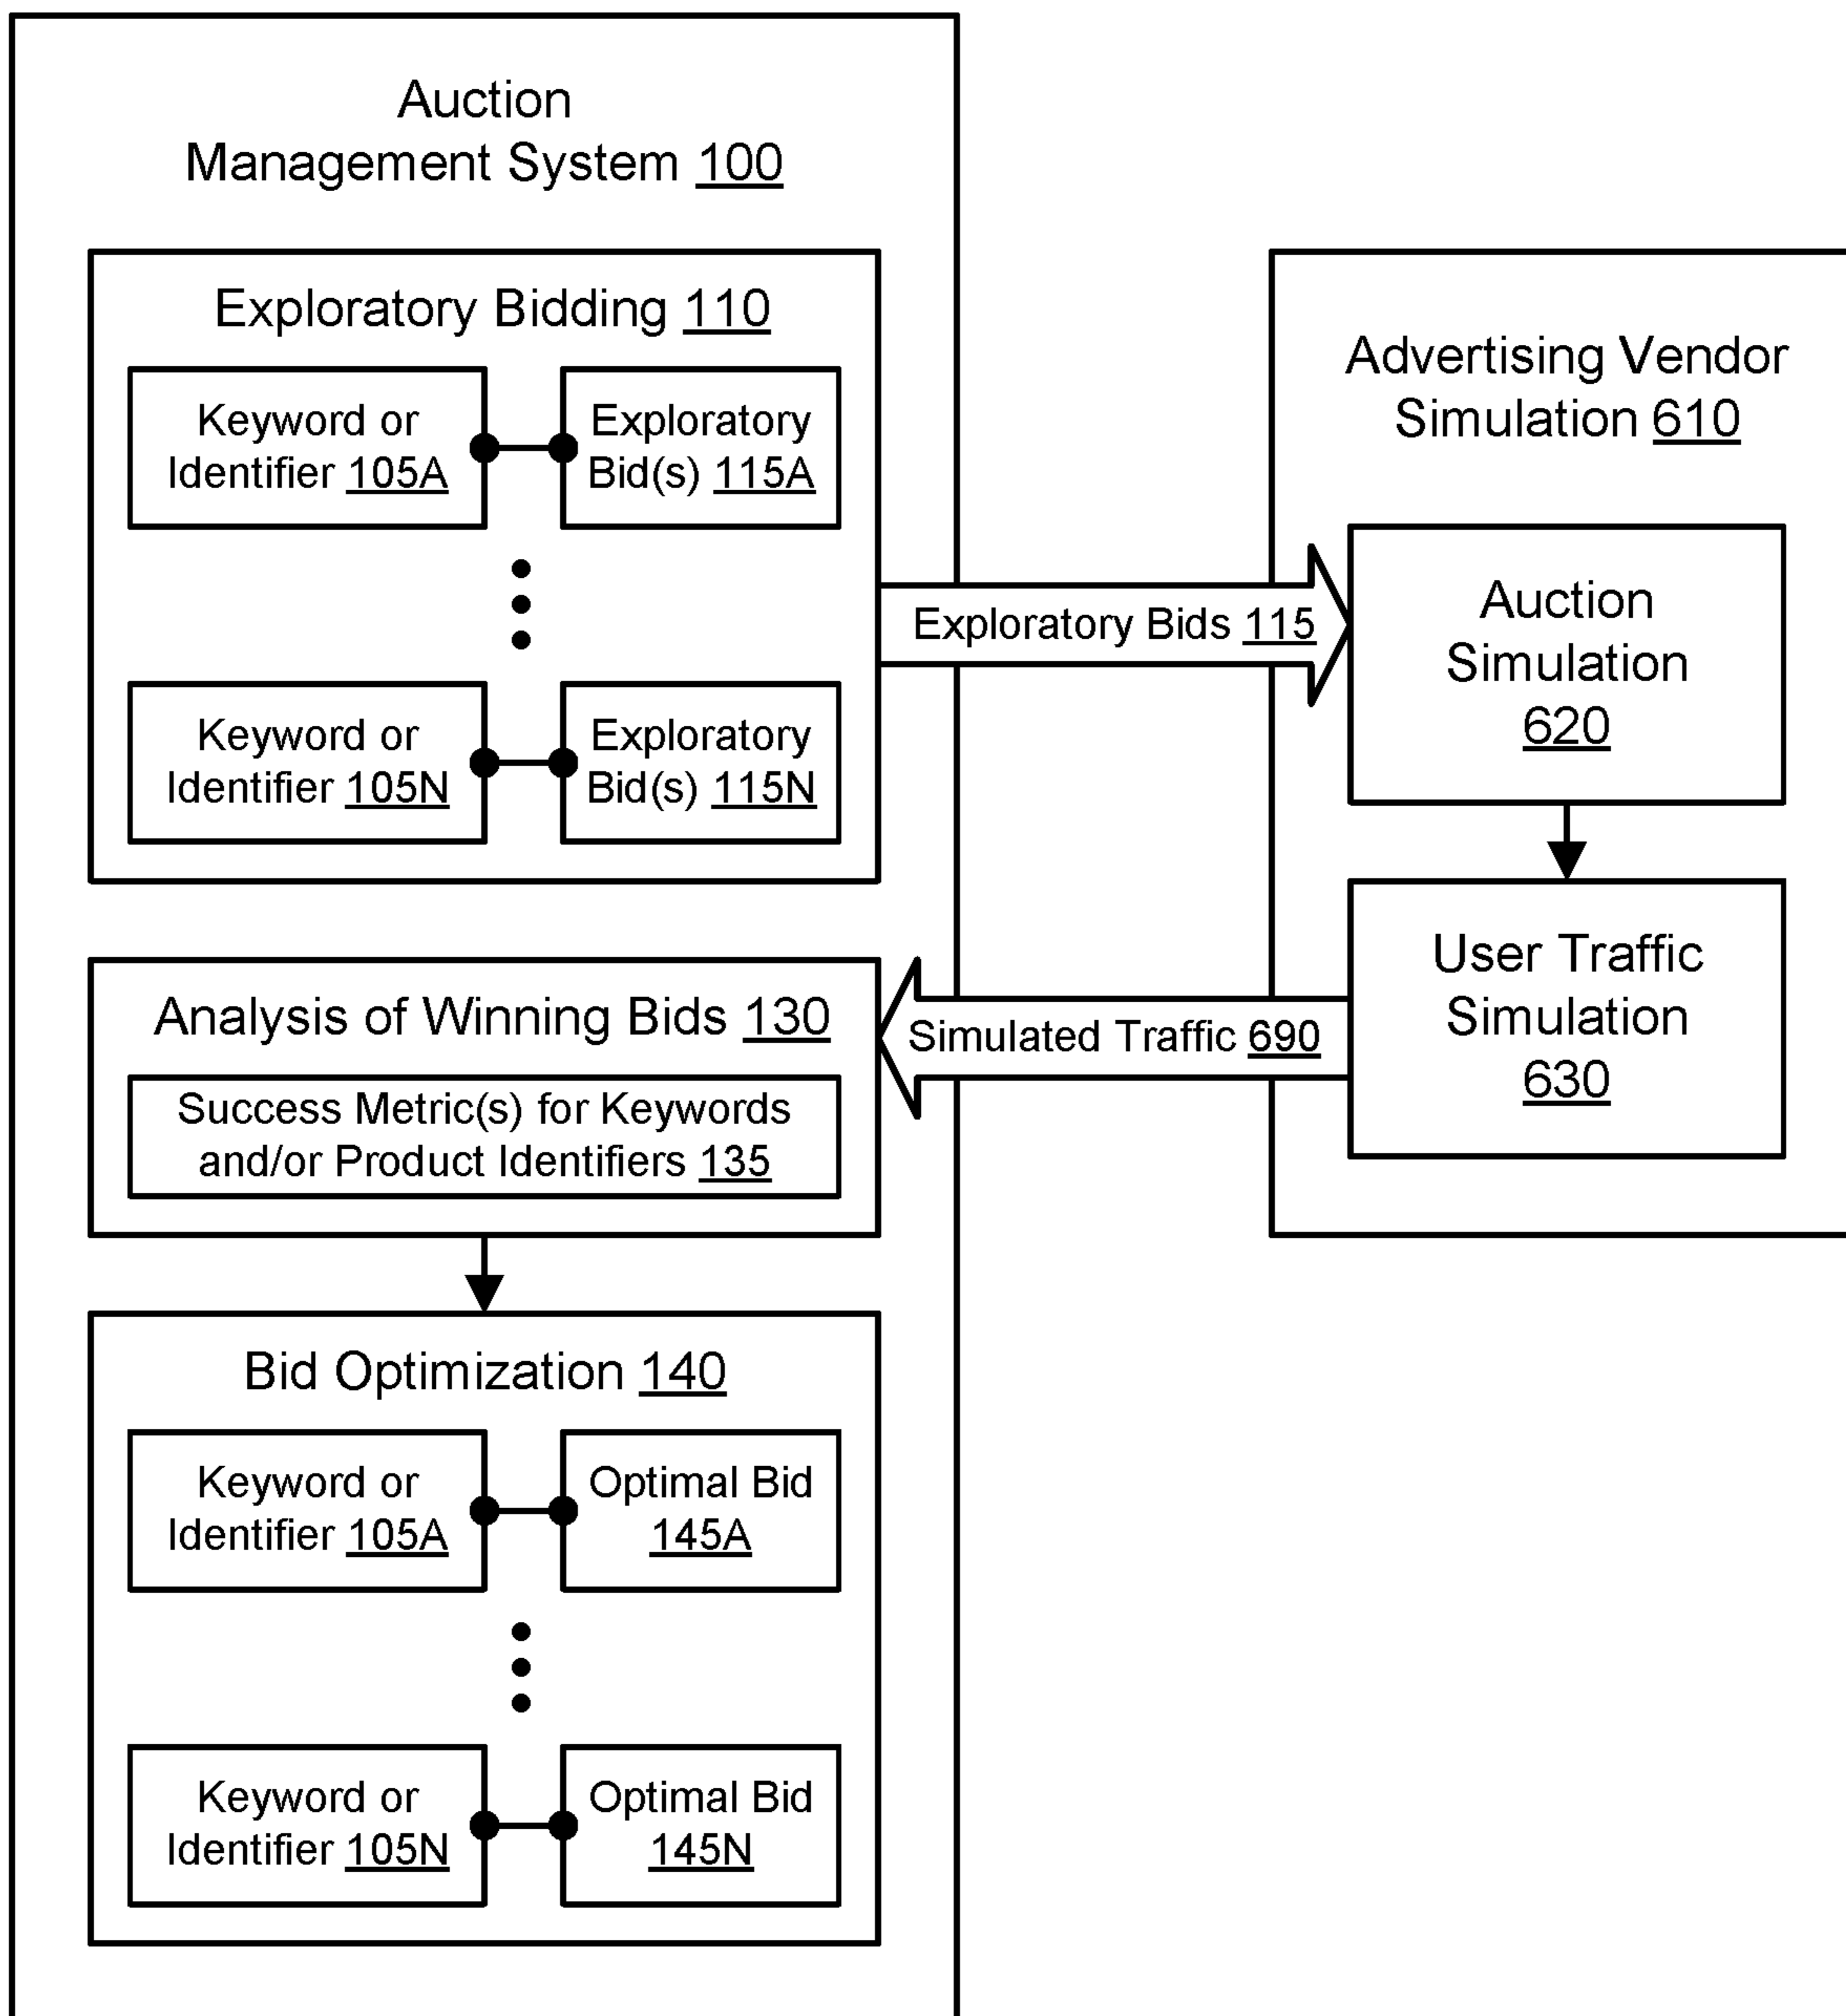 Auction
Management System 100
Exploratory Bidding 110
Keyword or
Identifier 105A
Exploratory
Bid(s) 115A
Keyword or
Identifier 105N
Exploratory
Bid(s) 115N
Exploratory Bids 115
Advertising Vendor
Simulation 610
Auction
Simulation
620
User Traffic
Simulation
630
Simulated Traffic 690
Analysis of Winning Bids 130
Success Metric(s) for Keywords
and/or Product Identifiers 135
Bid Optimization 140
Keyword or
Identifier 105A
Optimal Bid
145A
Keyword or
Identifier 105N
Optimal Bid
145N